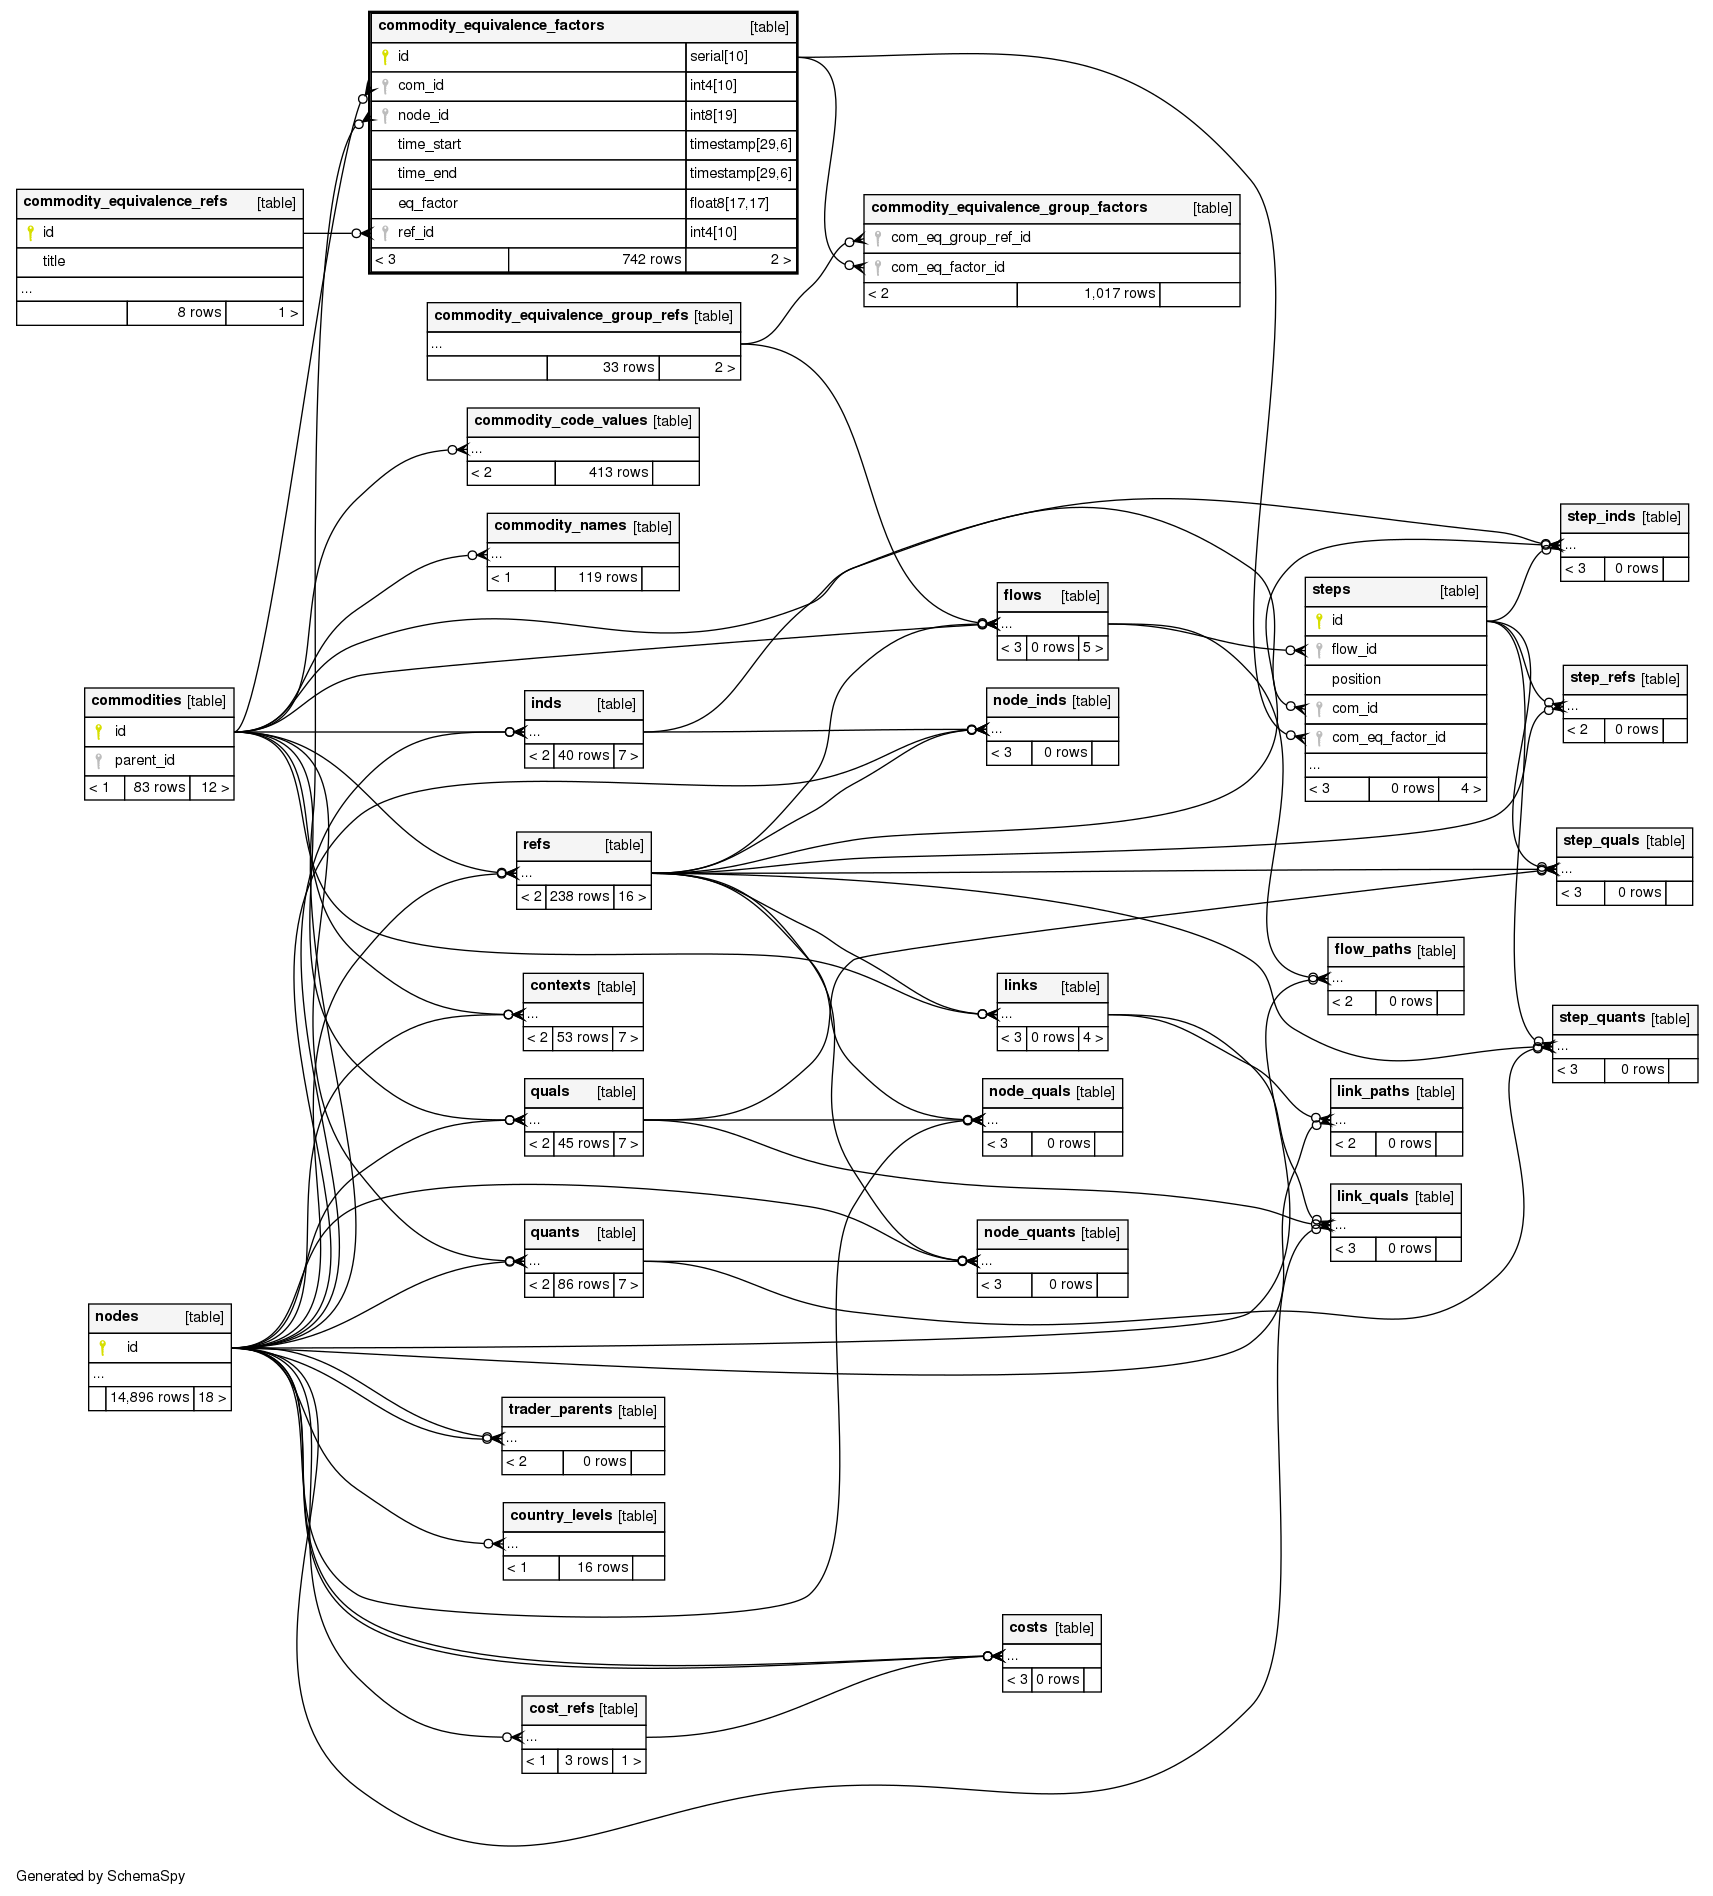 commodity_equivalence_factors [table]
id serial[10]
com_id int4[10]
node_id int8[19]
time_start timestamp[29,6]
time_end timestamp[29,6]
eq_factor float8[17,17]
ref_id int4[10]
< 3 742 rows 2 >
commodity_equivalence_refs [table]
id
title
...
8 rows 1 >
commodity_equivalence_group_factors [table]
com_eq_group_ref_id
com_eq_factor_id
< 2 1,017 rows
commodity_equivalence_group_refs [table]
...
33 rows 2 >
commodity_code_values [table]
...
< 2 413 rows
commodity_names [table]
...
< 1 119 rows
step_inds [table]
...
< 3 0 rows
flows [table]
...
< 3 0 rows 5 >
steps [table]
id
flow_id
position
com_id
com_eq_factor_id
...
< 3 0 rows 4 >
step_refs [table]
...
< 2 0 rows
commodities [table]
id
parent_id
< 1 83 rows 12 >
inds [table]
...
< 2 40 rows 7 >
node_inds [table]
...
< 3 0 rows
refs [table]
...
< 2 238 rows 16 >
step_quals [table]
...
< 3 0 rows
flow_paths [table]
...
< 2 0 rows
contexts [table]
...
< 2 53 rows 7 >
links [table]
...
< 3 0 rows 4 >
step_quants [table]
...
< 3 0 rows
quals [table]
...
< 2 45 rows 7 >
node_quals [table]
...
< 3 0 rows
link_paths [table]
...
< 2 0 rows
link_quals [table]
...
< 3 0 rows
quants [table]
...
< 2 86 rows 7 >
node_quants [table]
...
< 3 0 rows
nodes [table]
id
...
14,896 rows 18 >
trader_parents [table]
...
< 2 0 rows
country_levels [table]
...
< 1 16 rows
costs [table]
...
< 3 0 rows
cost_refs [table]
...
< 1 3 rows 1 >
Generated by SchemaSpy